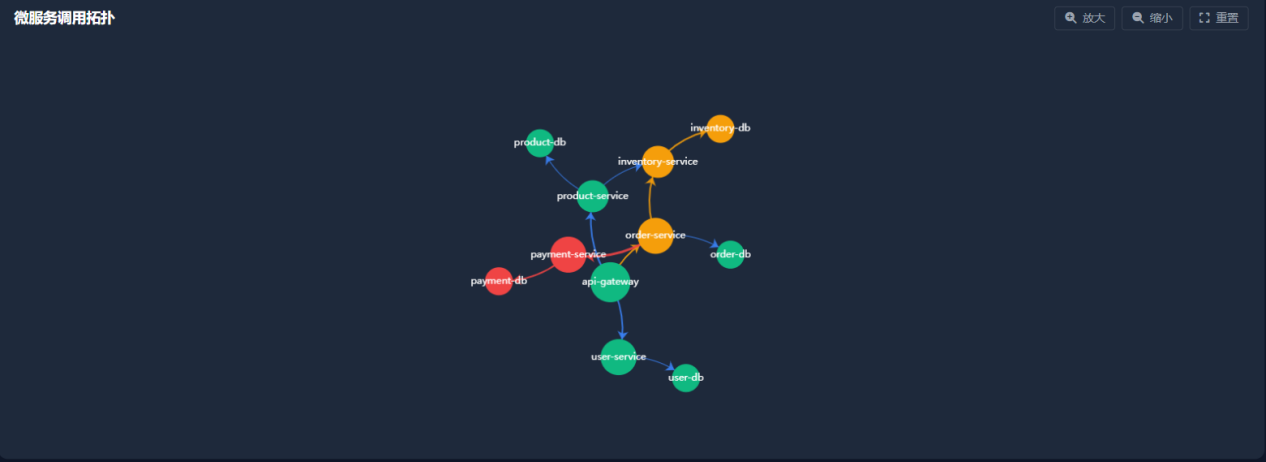 微服务调用拓扑
放大
缩小
重置
inventory-db
product-db
inventory-service
product-service
order-service
payment-service
order-db
payment-db
api-gateway
user-service
user-db